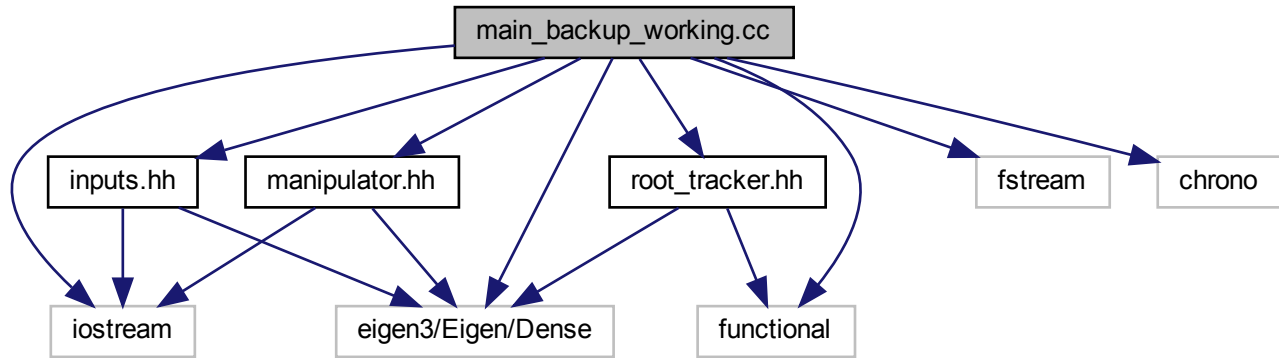 main_backup_working.cc
inputs.hh
manipulator.hh
root_tracker.hh
fstream
chrono
iostream
eigen3/Eigen/Dense
functional